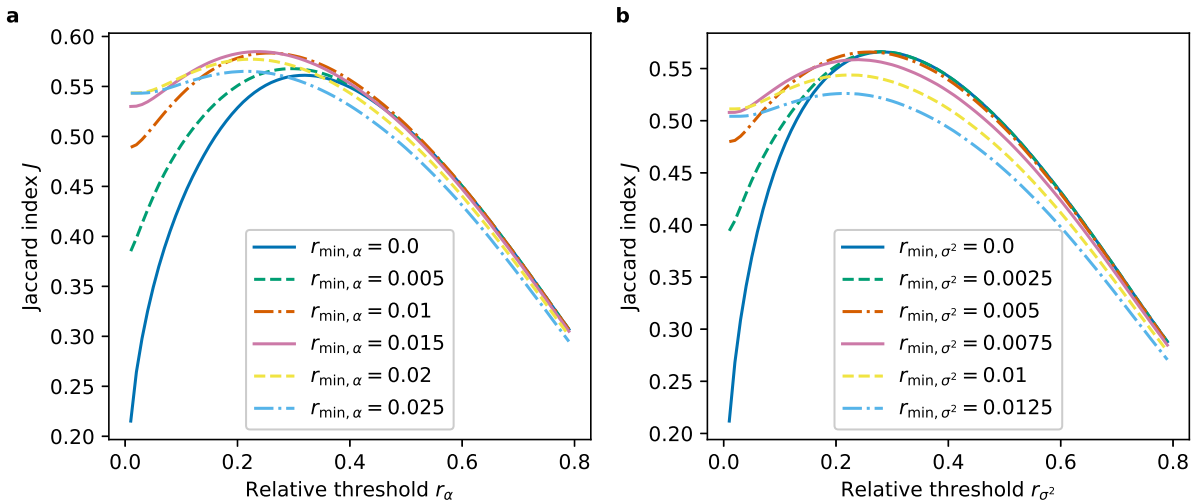 a
0.60
0.55
0.50
0.45
0.40
0.35
0.30
0.25
0.20
Jaccard index J
0.0 0.2 0.4 0.6 0.8
Relative threshold r_α
r_min, α = 0.0
r_min, α = 0.005
r_min, α = 0.01
r_min, α = 0.015
r_min, α = 0.02
r_min, α = 0.025
b
0.55
0.50
0.45
0.40
0.35
0.30
0.25
0.20
Jaccard index J
0.0 0.2 0.4 0.6 0.8
Relative threshold r_σ²
r_min, σ² = 0.0
r_min, σ² = 0.0025
r_min, σ² = 0.005
r_min, σ² = 0.0075
r_min, σ² = 0.01
r_min, σ² = 0.0125